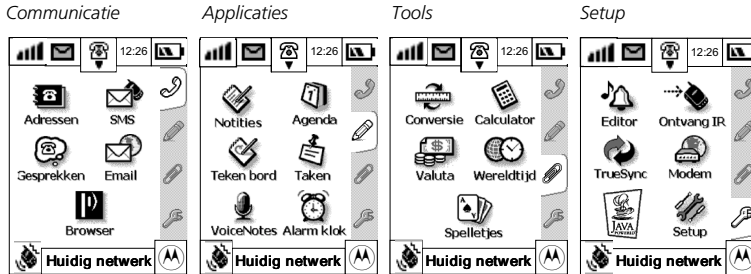 Communicatie Applicaties Tools Setup
12:26 12:26 12:26 12:26
Adressen SMS Notities Agenda Conversie Calculator Editor Ontvang IR
Gesprekken Email Teken bord Taken Valuta Wereldtijd TrueSync Modem
Browser VoiceNotes Alarm klok Spelletjes JAVA POWERED Setup
Huidig netwerk Huidig netwerk Huidig netwerk Huidig netwerk